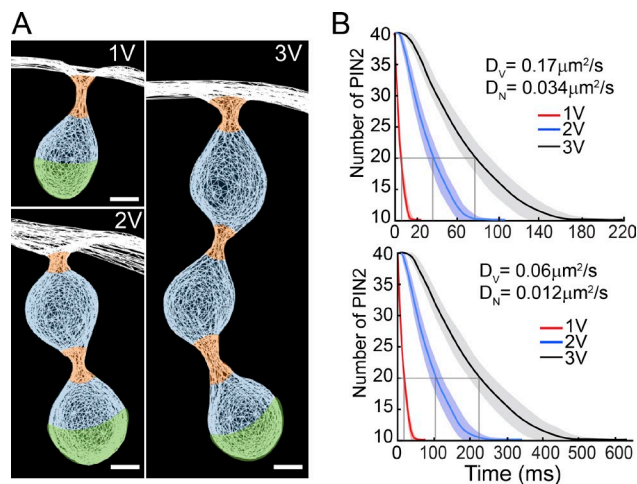 A
1V
3V
2V
B
Number of PIN2
40
35
30
25
20
15
10
D_V = 0.17μm²/s
D_N = 0.034μm²/s
1V
2V
3V
0 20 60 100 140 180 220
Number of PIN2
40
35
30
25
20
15
10
D_V = 0.06μm²/s
D_N = 0.012μm²/s
1V
2V
3V
0 100 200 300 400 500 600
Time (ms)